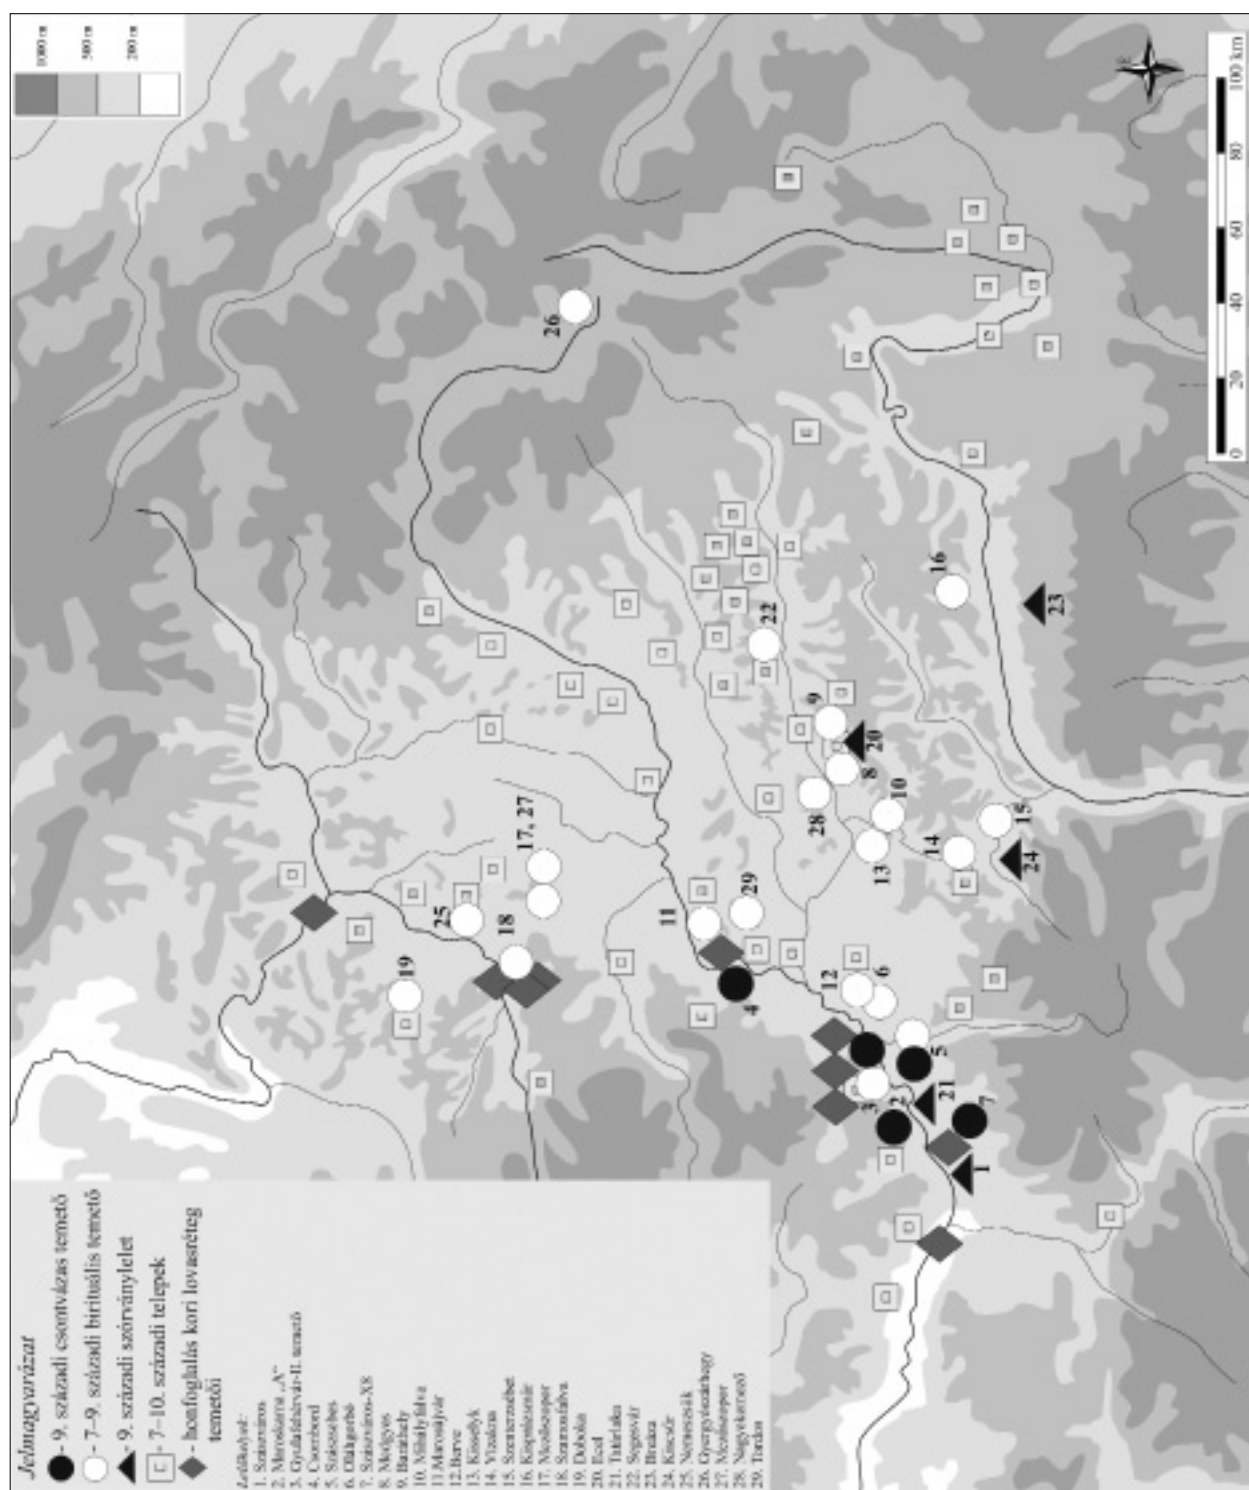 Jelmagyarázat
- 9. századi csontvázas temető
- 7–9. századi birituális temető
- 9. századi szórványlelet
- 7–10. századi telepek
- honfoglalás kori lovasréteg
temetői
Lelőhelyek:
1. Szászváros
2. Maroskarna „A”
3. Gyulafehérvár-II. temető
4. Csombord
5. Szászsebes
6. Oláhgorbó
7. Szászváros-X8
8. Medgyes
9. Baráthely
10. Mihályfalva
11. Marosújvár
12. Berve
13. Kisselyk
14. Vizakna
15. Szenterzsébet
16. Kisprázsmár
17. Mezőszopor
18. Szamosfalva
19. Doboka
20. Ecel
21. Tatárlaka
22. Segesvár
23. Breáza
24. Kiscsűr
25. Nemeszsuk
26. Gyergyószárhegy
27. Mezőszopor
28. Nagyekemező
29. Tordos
1000 m
500 m
200 m
26
19
25
18
17, 27
11
29
4
22
9
20
8
28
10
13
14
15
24
16
23
12
6
5
3
2
21
7
1
0
20
40
60
80
100 km